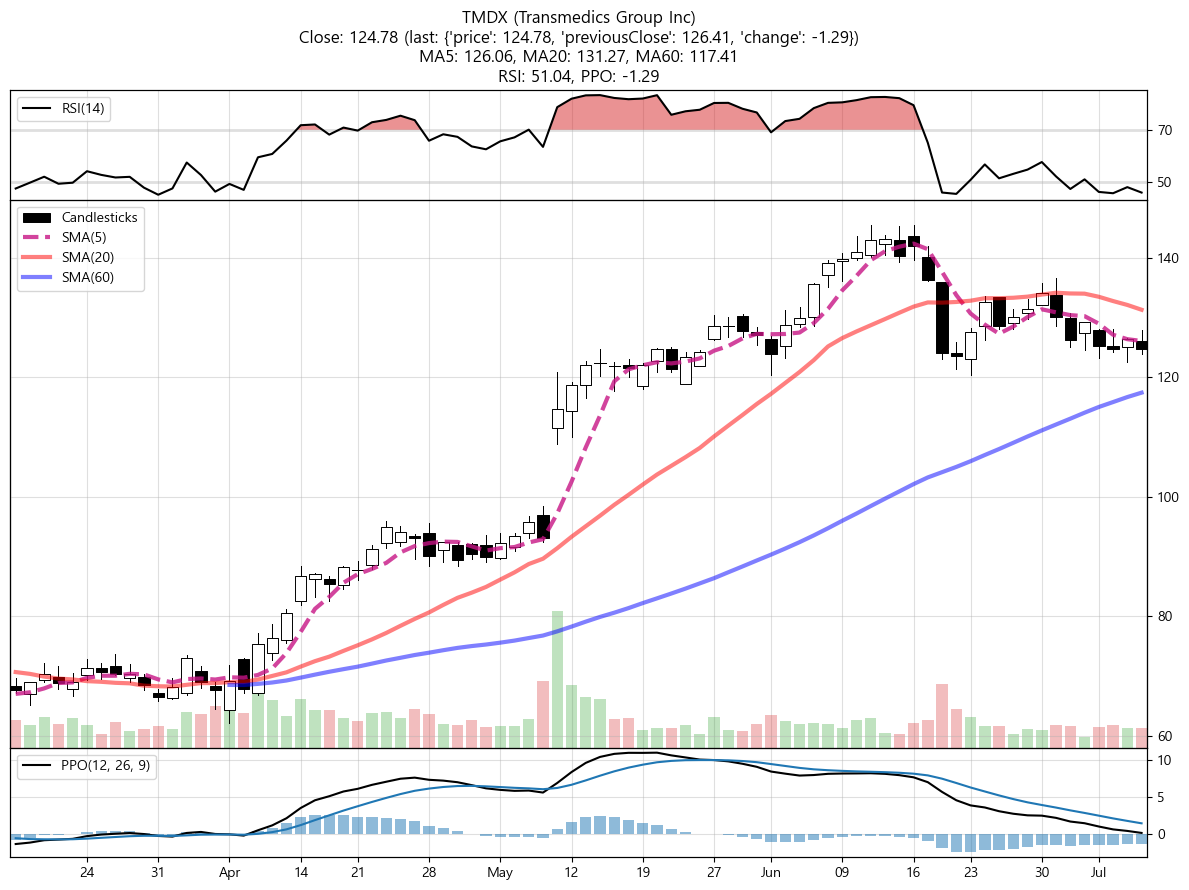 TMDX (Transmedics Group Inc)
Close: 124.78 (last: {'price': 124.78, 'previousClose': 126.41, 'change': -1.29})
MA5: 126.06, MA20: 131.27, MA60: 117.41
RSI: 51.04, PPO: -1.29
RSI(14)
70
50
Candlesticks
SMA(5)
SMA(20)
SMA(60)
140
120
100
80
60
PPO(12, 26, 9)
10
5
0
24 31 Apr 14 21 28 May 12 19 27 Jun 09 16 23 30 Jul